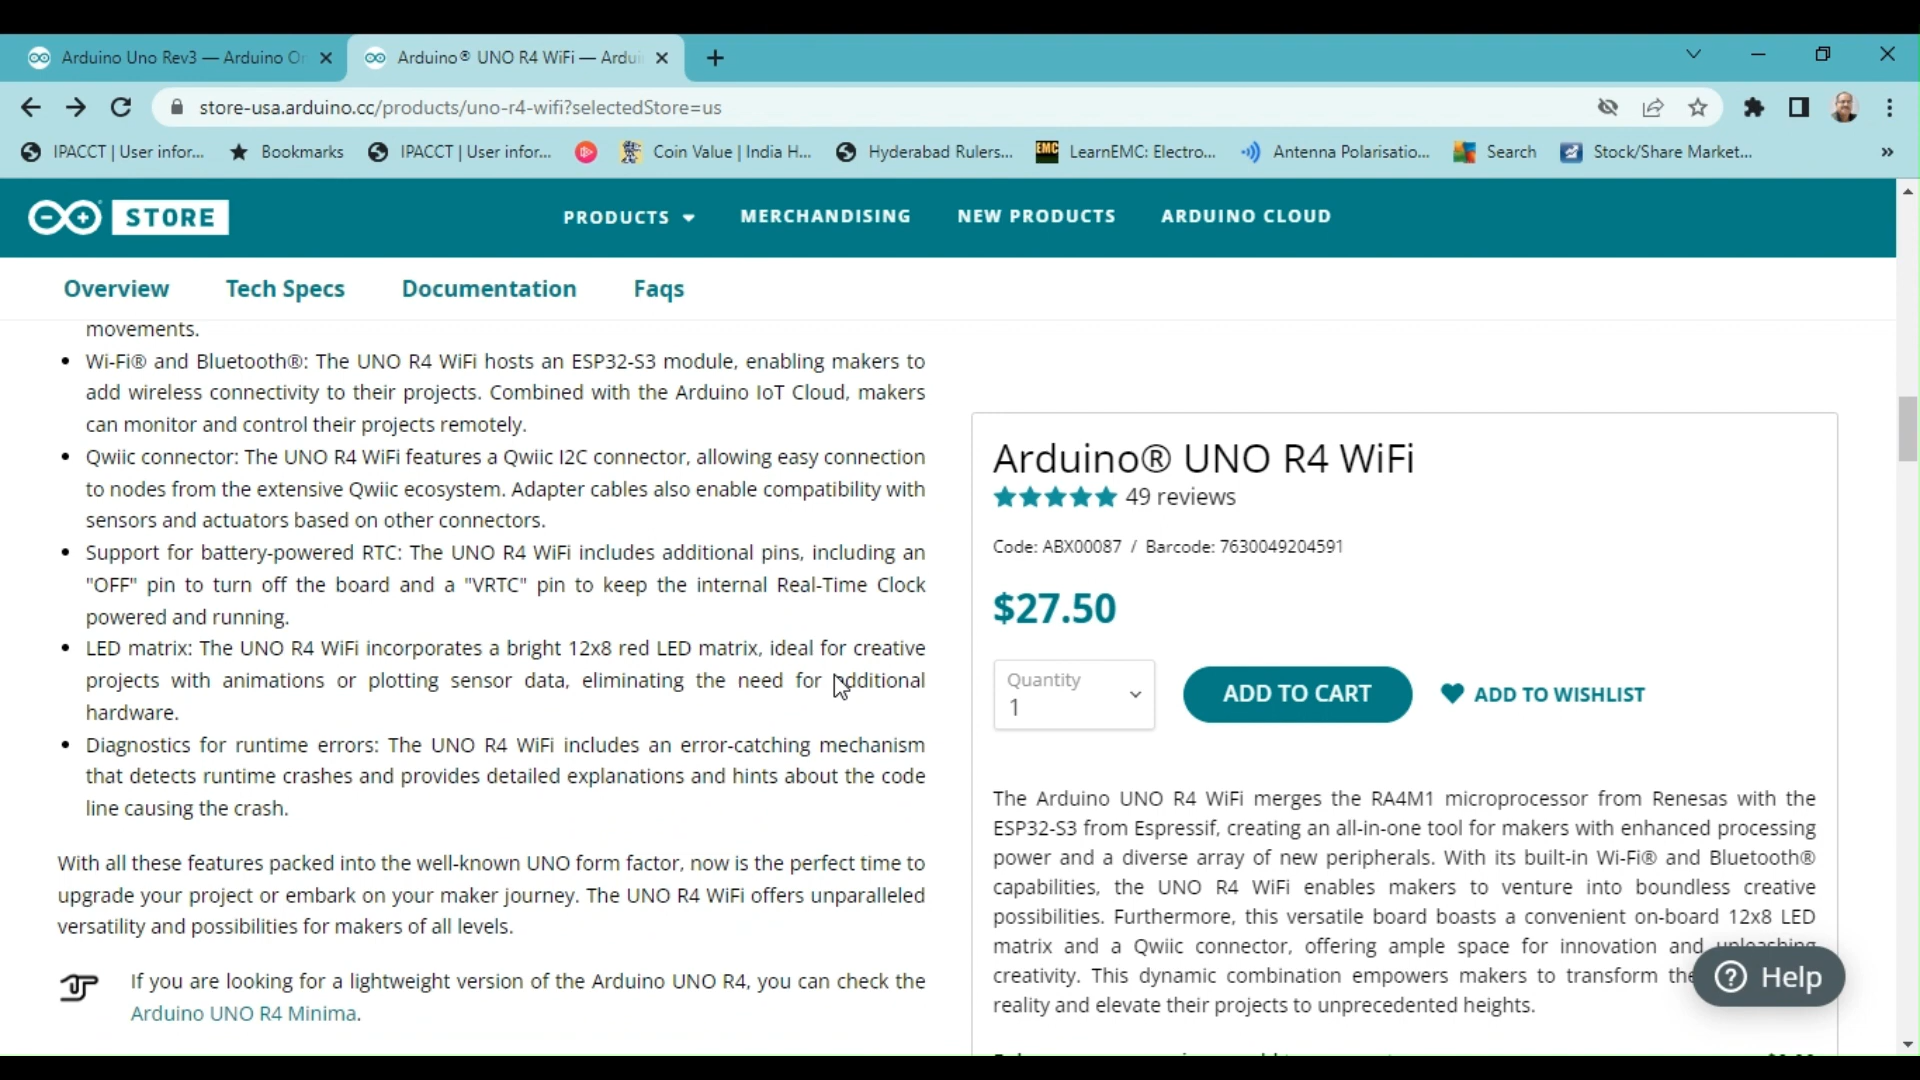 Arduino Uno Rev3 — Arduino O
Arduino® UNO R4 WiFi — Ardui
store-usa.arduino.cc/products/uno-r4-wifi?selectedStore=us
IPACCT | User infor...
Bookmarks
IPACCT | User infor...
Coin Value | India H...
Hyderabad Rulers...
EMC
LearnEMC: Electro...
Antenna Polarisatio...
Search
Stock/Share Market...
»
STORE
PRODUCTS
MERCHANDISING
NEW PRODUCTS
ARDUINO CLOUD
Overview
Tech Specs
Documentation
Faqs
movements.
• Wi-Fi® and Bluetooth®: The UNO R4 WiFi hosts an ESP32-S3 module, enabling makers to
add wireless connectivity to their projects. Combined with the Arduino IoT Cloud, makers
can monitor and control their projects remotely.
• Qwiic connector: The UNO R4 WiFi features a Qwiic I2C connector, allowing easy connection
to nodes from the extensive Qwiic ecosystem. Adapter cables also enable compatibility with
sensors and actuators based on other connectors.
• Support for battery-powered RTC: The UNO R4 WiFi includes additional pins, including an
"OFF" pin to turn off the board and a "VRTC" pin to keep the internal Real-Time Clock
powered and running.
• LED matrix: The UNO R4 WiFi incorporates a bright 12x8 red LED matrix, ideal for creative
projects with animations or plotting sensor data, eliminating the need for additional
hardware.
• Diagnostics for runtime errors: The UNO R4 WiFi includes an error-catching mechanism
that detects runtime crashes and provides detailed explanations and hints about the code
line causing the crash.
With all these features packed into the well-known UNO form factor, now is the perfect time to
upgrade your project or embark on your maker journey. The UNO R4 WiFi offers unparalleled
versatility and possibilities for makers of all levels.
If you are looking for a lightweight version of the Arduino UNO R4, you can check the
Arduino UNO R4 Minima.
Arduino® UNO R4 WiFi
49 reviews
Code: ABX00087 / Barcode: 7630049204591
$27.50
Quantity
1
ADD TO CART
ADD TO WISHLIST
The Arduino UNO R4 WiFi merges the RA4M1 microprocessor from Renesas with the
ESP32-S3 from Espressif, creating an all-in-one tool for makers with enhanced processing
power and a diverse array of new peripherals. With its built-in Wi-Fi® and Bluetooth®
capabilities, the UNO R4 WiFi enables makers to venture into boundless creative
possibilities. Furthermore, this versatile board boasts a convenient on-board 12x8 LED
matrix and a Qwiic connector, offering ample space for innovation and unleashing
creativity. This dynamic combination empowers makers to transform the
reality and elevate their projects to unprecedented heights.
Help